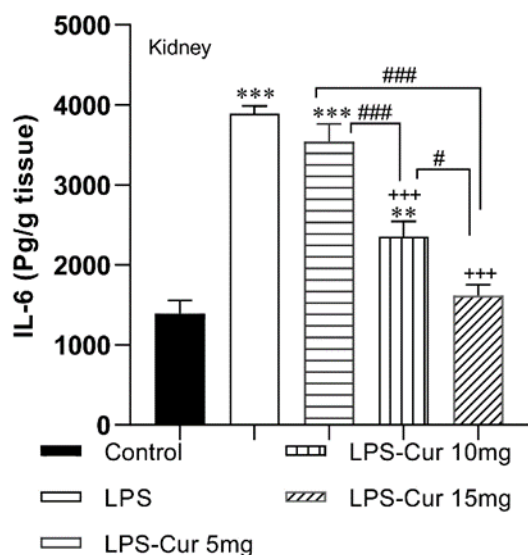 5000
Kidney
4000
3000
2000
1000
0
IL-6 (Pg/g tissue)
***
***
###
###
#
+++
**
+++
Control
LPS
LPS-Cur 5mg
LPS-Cur 10mg
LPS-Cur 15mg